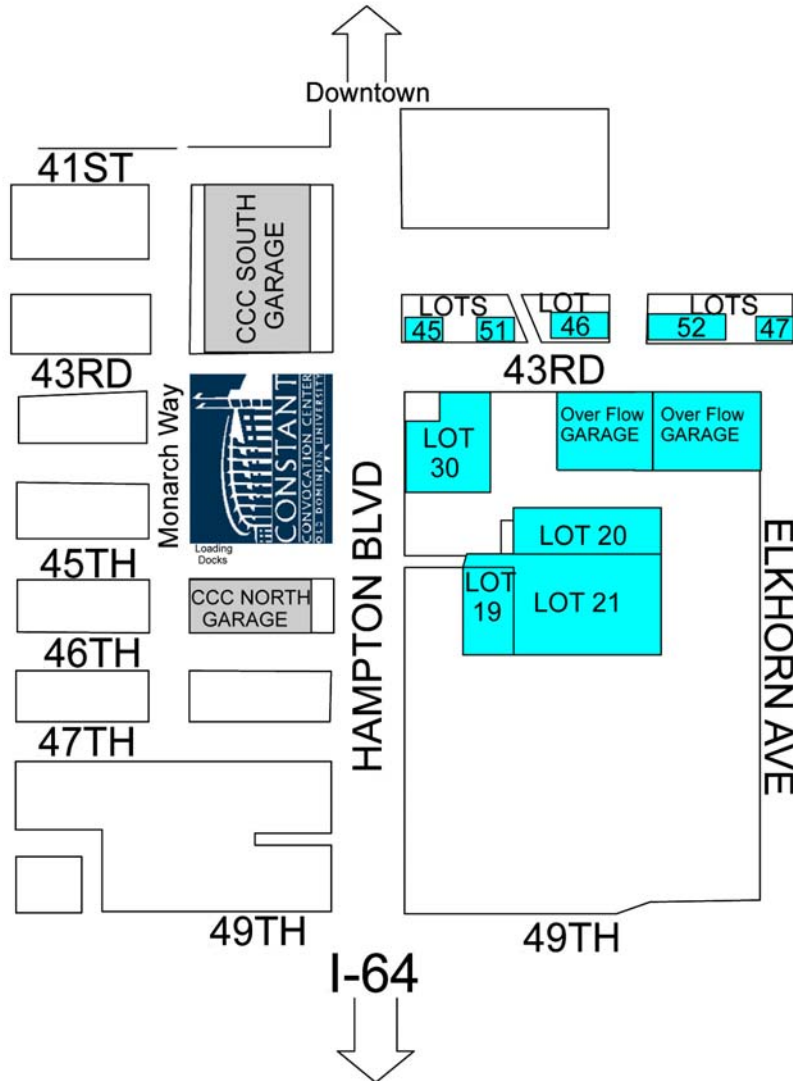 Downtown
41ST
CCC SOUTH
GARAGE
LOTS
45
51
LOT
46
LOTS
52
47
43RD
43RD
Monarch Way
CONSTANT
CONVOCATION CENTER
OLD DOMINION UNIVERSITY
Loading
Docks
HAMPTON BLVD
LOT
30
Over Flow
GARAGE
Over Flow
GARAGE
ELKHORN AVE
LOT 20
LOT
19
LOT 21
45TH
CCC NORTH
GARAGE
46TH
47TH
49TH
49TH
I-64